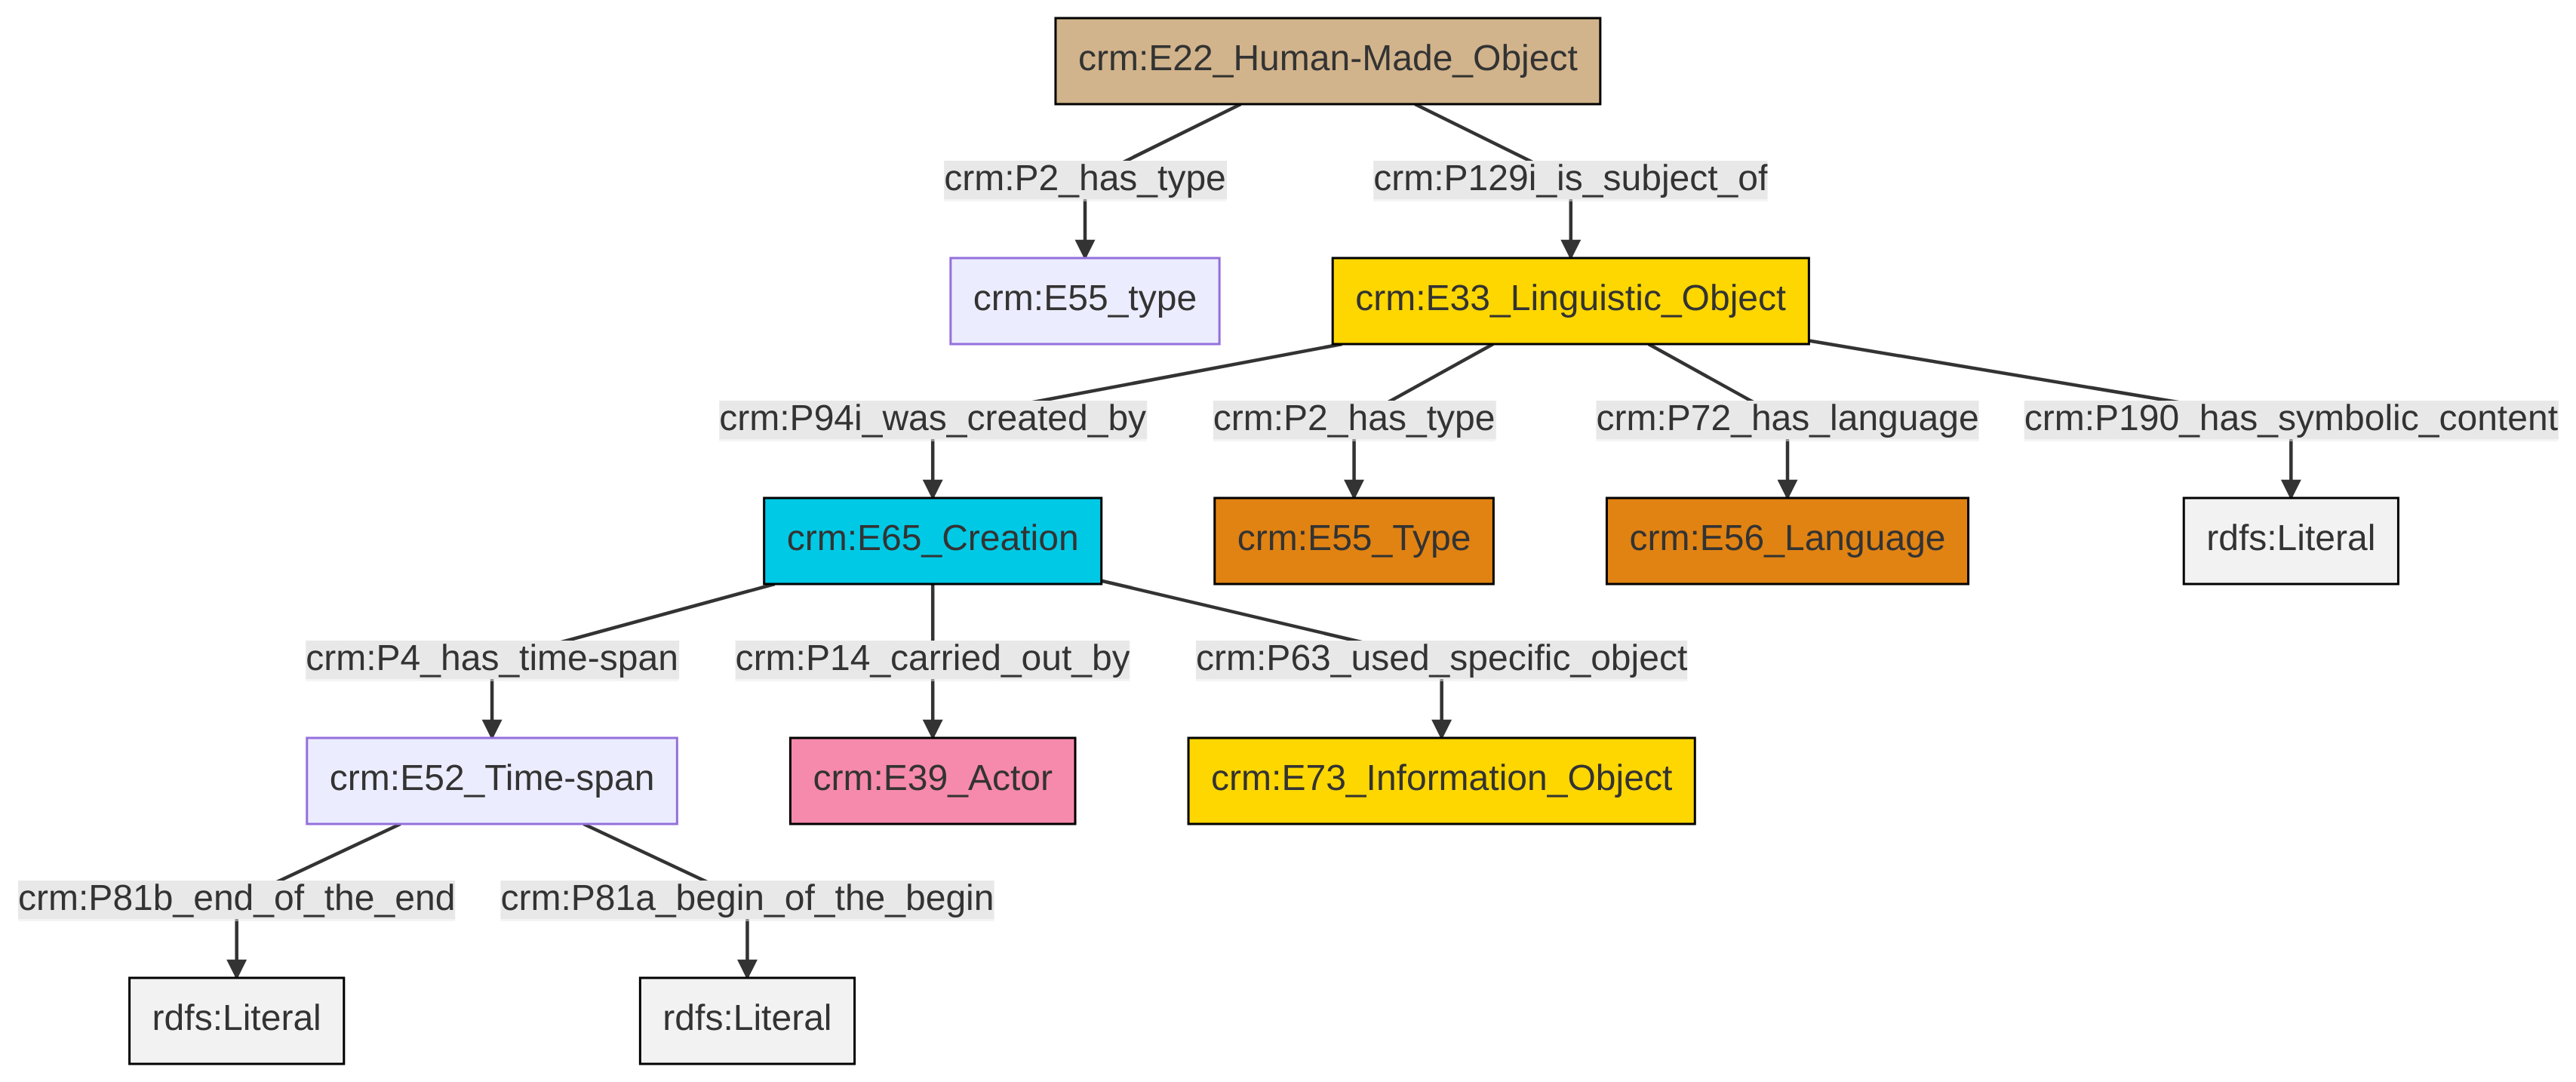 crm:E22_Human-Made_Object
crm:P2_has_type
crm:P129i_is_subject_of
crm:E55_type
crm:E33_Linguistic_Object
crm:P94i_was_created_by
crm:P2_has_type
crm:P72_has_language
crm:P190_has_symbolic_content
crm:E65_Creation
crm:E55_Type
crm:E56_Language
rdfs:Literal
crm:P4_has_time-span
crm:P14_carried_out_by
crm:P63_used_specific_object
crm:E52_Time-span
crm:E39_Actor
crm:E73_Information_Object
crm:P81b_end_of_the_end
crm:P81a_begin_of_the_begin
rdfs:Literal
rdfs:Literal